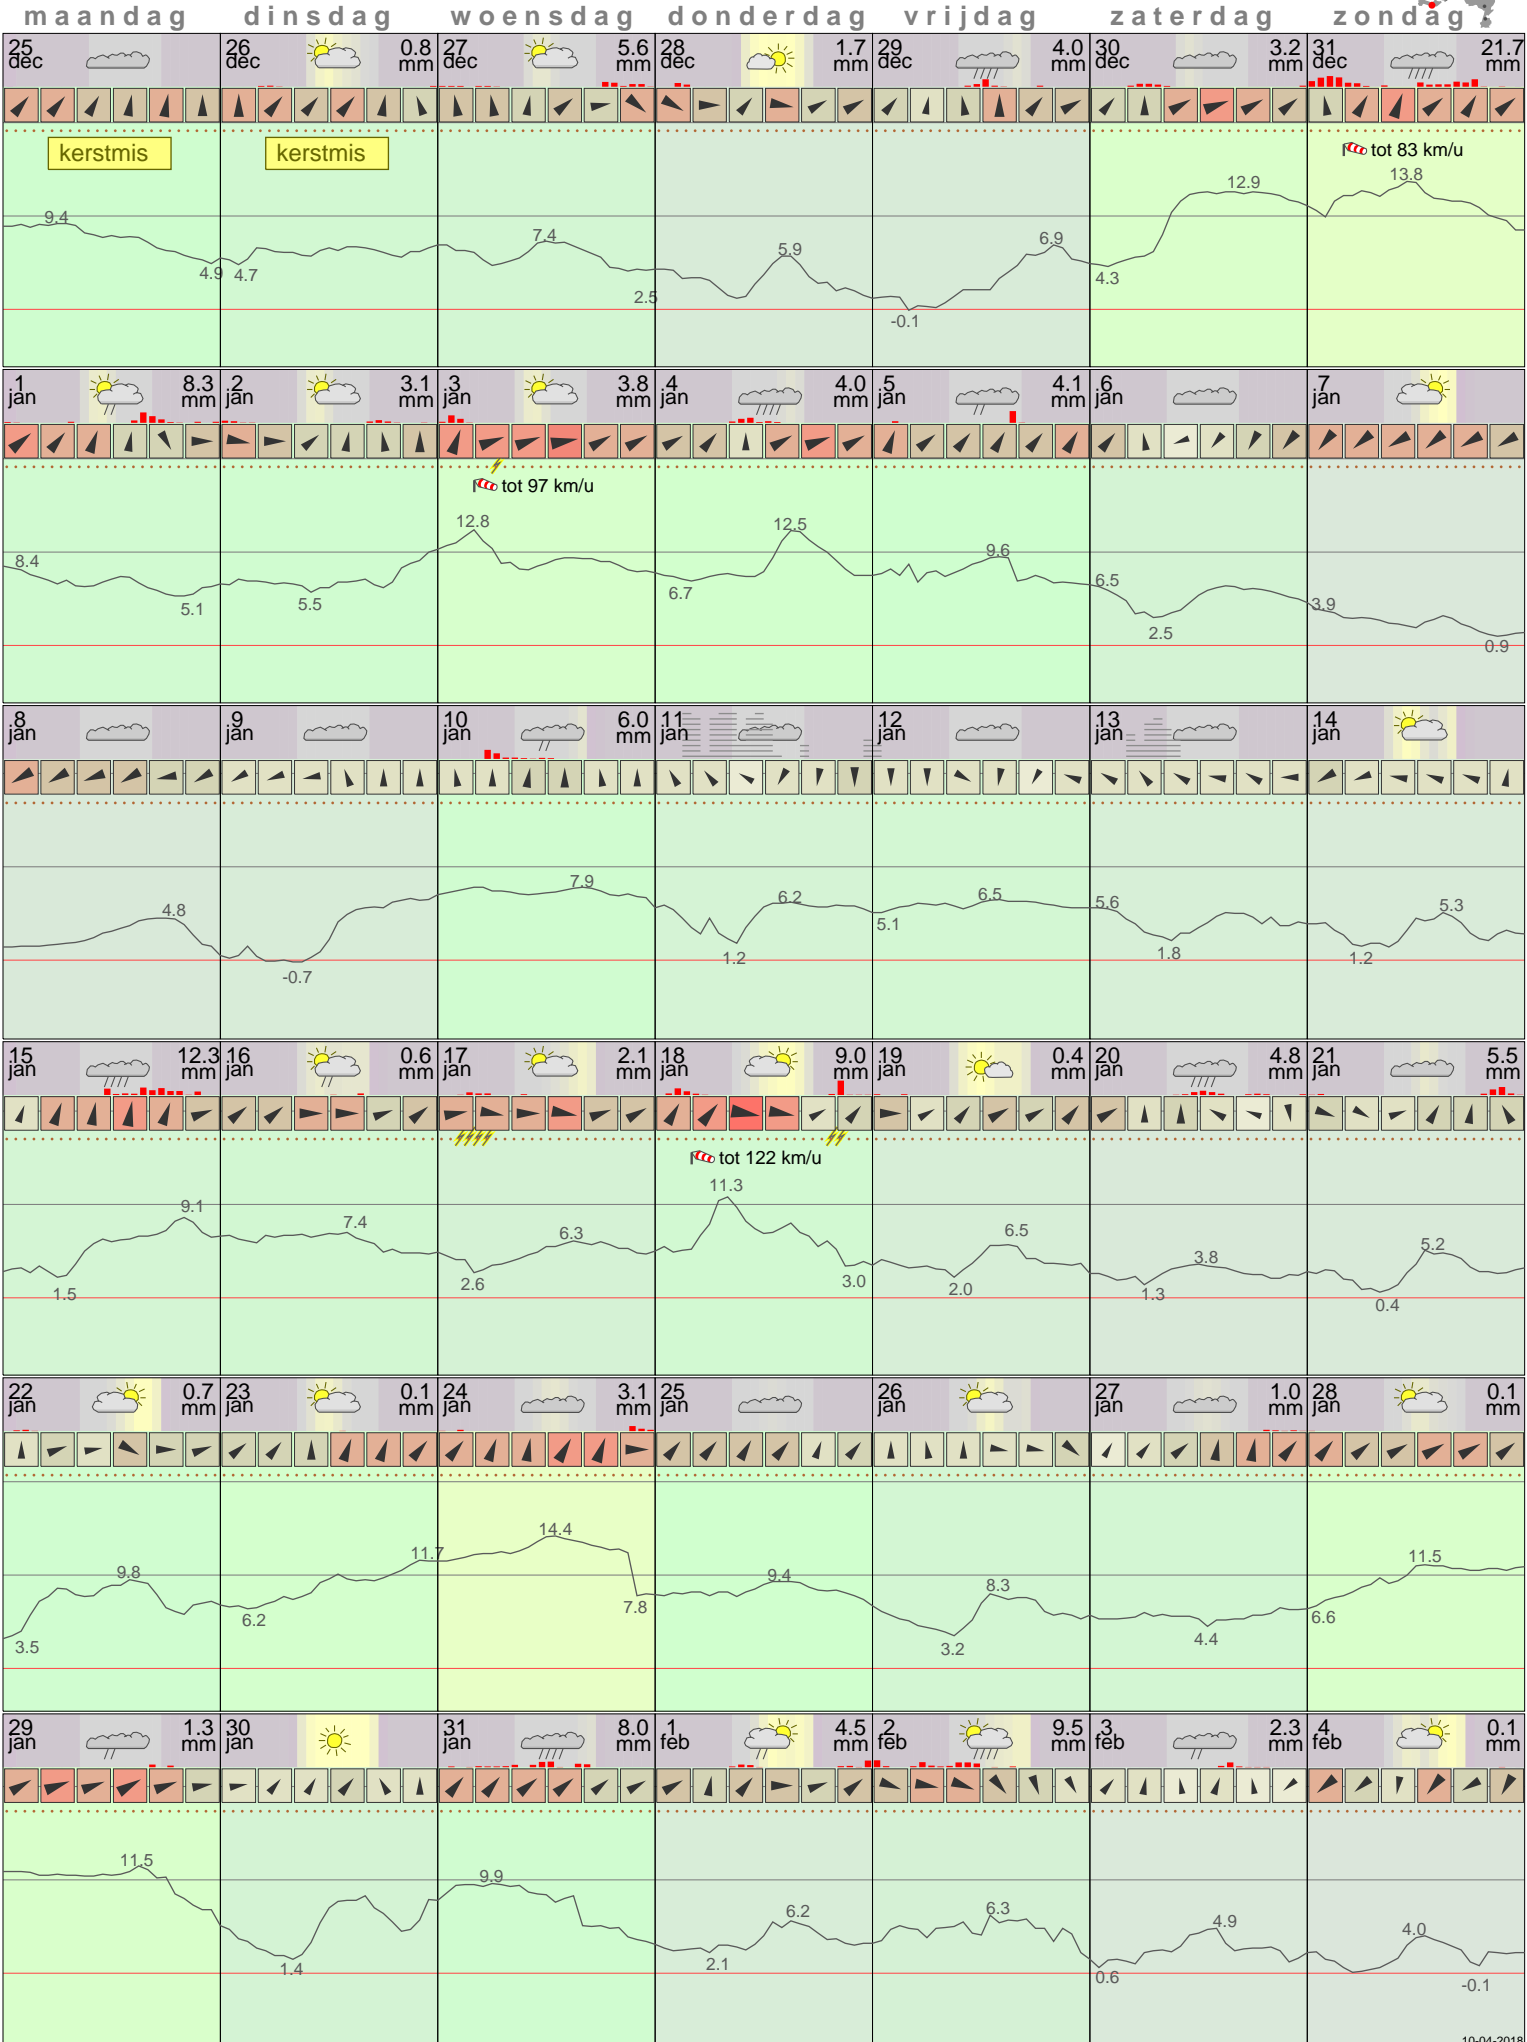 maandag dinsdag woensdag donderdag vrijdag zaterdag zondag
25 dec
26 dec 0.8 mm
27 dec 5.6 mm
28 dec 1.7 mm
29 dec 4.0 mm
30 dec 3.2 mm
31 dec 21.7 mm
kerstmis kerstmis
tot 83 km/u
9.4 4.9 4.7 7.4 2.5 5.9 -0.1 6.9 4.3 12.9 13.8
1 jan 8.3 mm
2 jan 3.1 mm
3 jan 3.8 mm
4 jan 4.0 mm
5 jan 4.1 mm
6 jan
7 jan
tot 97 km/u
8.4 5.1 5.5 12.8 6.7 12.5 9.6 6.5 2.5 3.9 0.9
8 jan
9 jan
10 jan 6.0 mm
11 jan
12 jan
13 jan
14 jan
4.8 -0.7 7.9 1.2 6.2 5.1 6.5 5.6 1.8 1.2 5.3
15 jan 12.3 mm
16 jan 0.6 mm
17 jan 2.1 mm
18 jan 9.0 mm
19 jan 0.4 mm
20 jan 4.8 mm
21 jan 5.5 mm
tot 122 km/u
1.5 9.1 7.4 2.6 6.3 11.3 3.0 2.0 6.5 1.3 3.8 0.4 5.2
22 jan 0.7 mm
23 jan 0.1 mm
24 jan 3.1 mm
25 jan
26 jan
27 jan 1.0 mm
28 jan 0.1 mm
3.5 9.8 6.2 11.7 14.4 7.8 9.4 3.2 8.3 4.4 6.6 11.5
29 jan 1.3 mm
30 jan
31 jan 8.0 mm
1 feb 4.5 mm
2 feb 9.5 mm
3 feb 2.3 mm
4 feb 0.1 mm
11.5 1.4 9.9 2.1 6.2 6.3 0.6 4.9 4.0 -0.1
10-04-2018